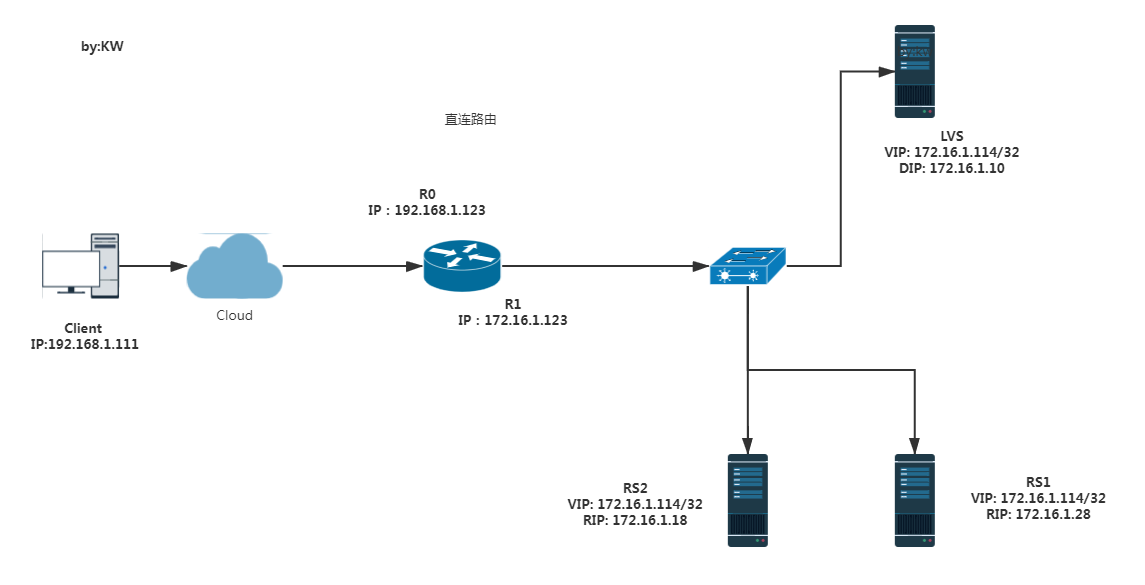 by:KW
直连路由
LVS
VIP: 172.16.1.114/32
DIP: 172.16.1.10
R0
IP：192.168.1.123
R1
IP：172.16.1.123
Cloud
Client
IP:192.168.1.111
RS2
VIP: 172.16.1.114/32
RIP: 172.16.1.18
RS1
VIP: 172.16.1.114/32
RIP: 172.16.1.28